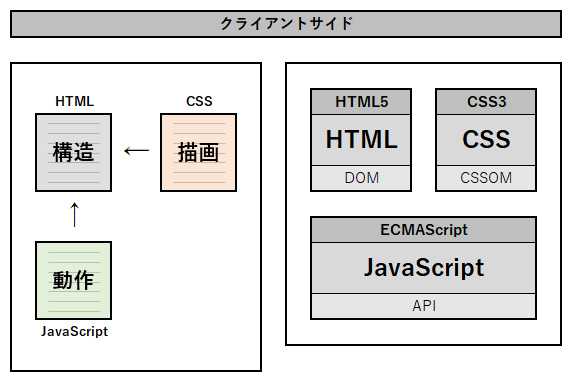 クライアントサイド
HTML
CSS
構造
←
描画
↑
動作
JavaScript
HTML5
HTML
DOM
CSS3
CSS
CSSOM
ECMAScript
JavaScript
API